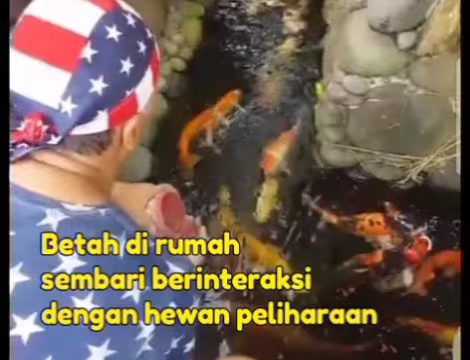 Betah di rumah
sembari berinteraksi
dengan hewan peliharaan